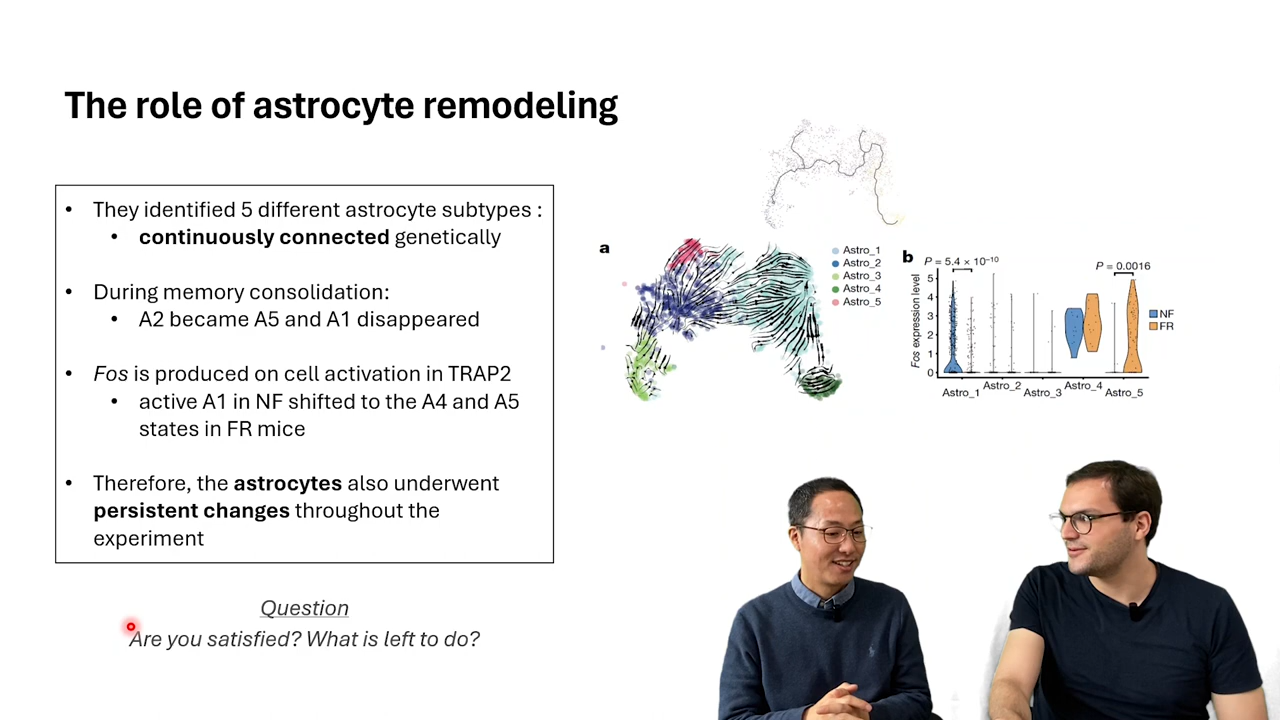 The role of astrocyte remodeling
• They identified 5 different astrocyte subtypes :
• continuously connected genetically
• During memory consolidation:
• A2 became A5 and A1 disappeared
• Fos is produced on cell activation in TRAP2
• active A1 in NF shifted to the A4 and A5
states in FR mice
• Therefore, the astrocytes also underwent
persistent changes throughout the
experiment
Question
Are you satisfied? What is left to do?
a
Astro_1
Astro_2
Astro_3
Astro_4
Astro_5
b
P = 5.4 × 10⁻¹⁰
P = 0.0016
Fos expression level
5
4
3
2
1
0
NF
FR
Astro_1
Astro_2
Astro_3
Astro_4
Astro_5